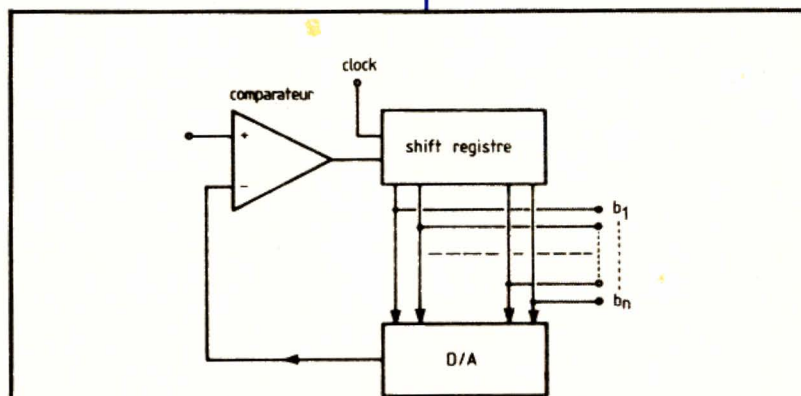 clock
comparateur
+
shift registre
−
b1
bn
D/A